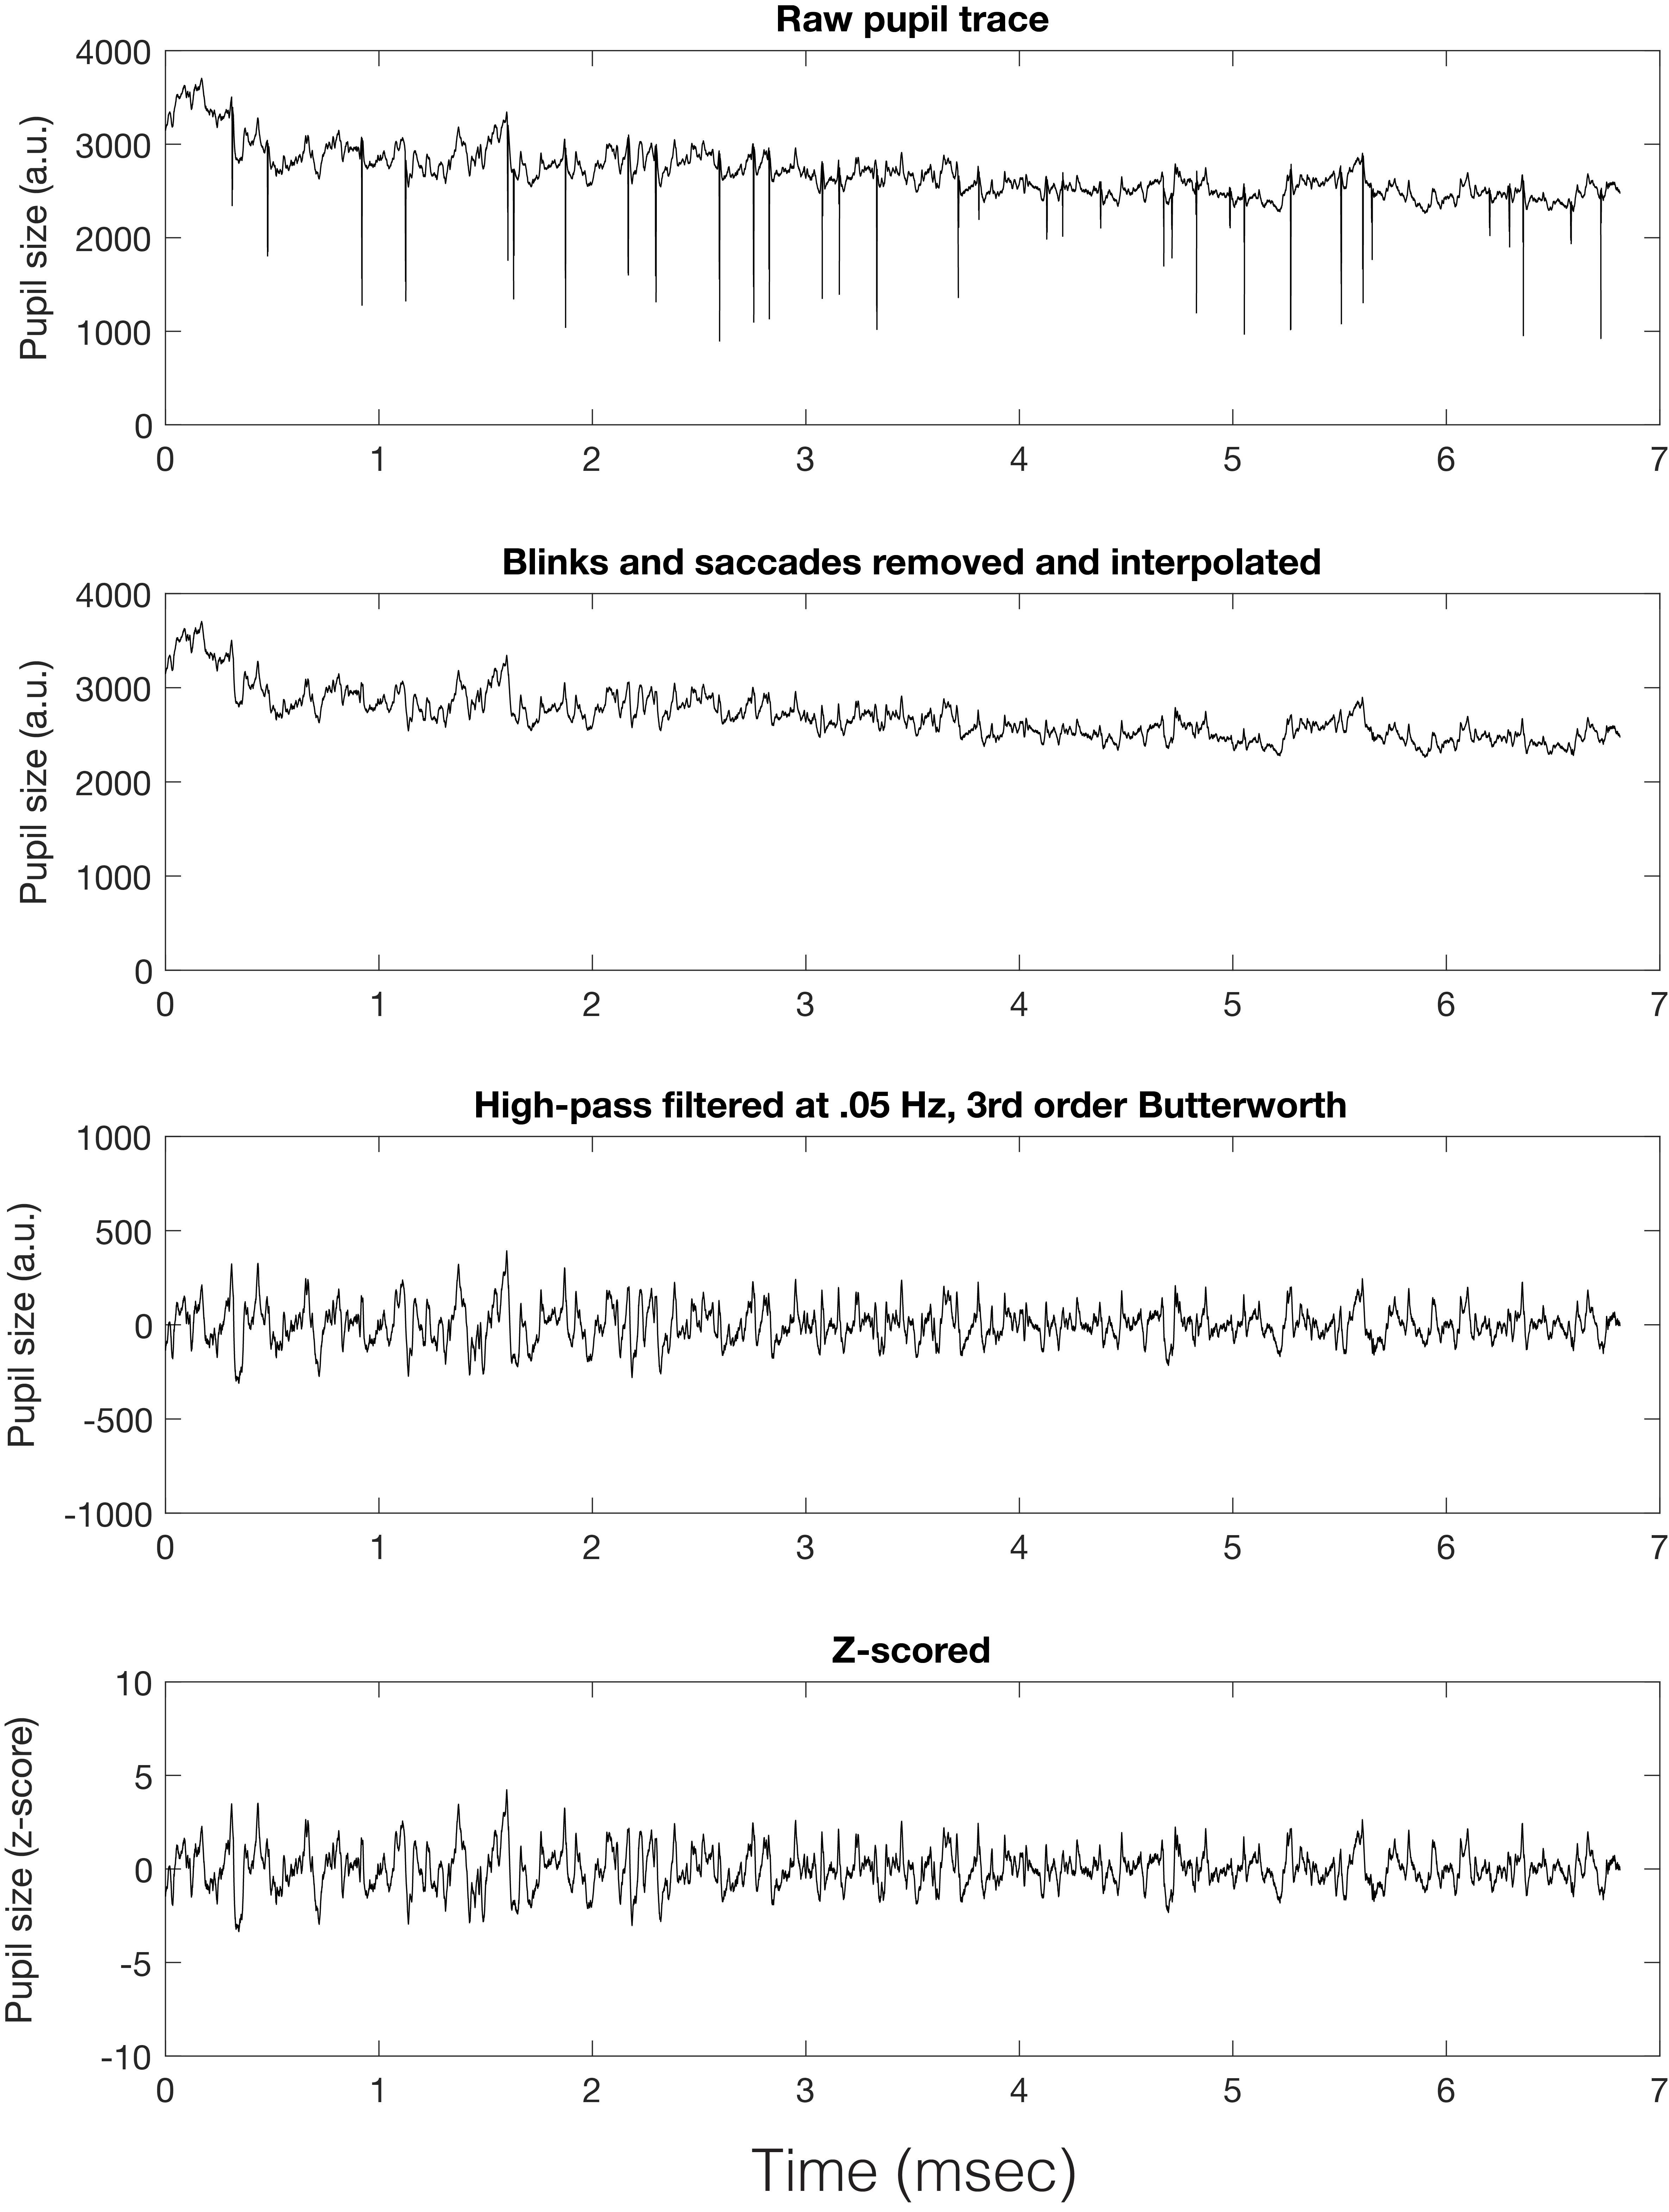 Raw pupil trace
Pupil size (a.u.)
4000
3000
2000
1000
0
0 1 2 3 4 5 6 7
Blinks and saccades removed and interpolated
Pupil size (a.u.)
4000
3000
2000
1000
0
0 1 2 3 4 5 6 7
High-pass filtered at .05 Hz, 3rd order Butterworth
Pupil size (a.u.)
1000
500
0
-500
-1000
0 1 2 3 4 5 6 7
Z-scored
Pupil size (z-score)
10
5
0
-5
-10
0 1 2 3 4 5 6 7
Time (msec)